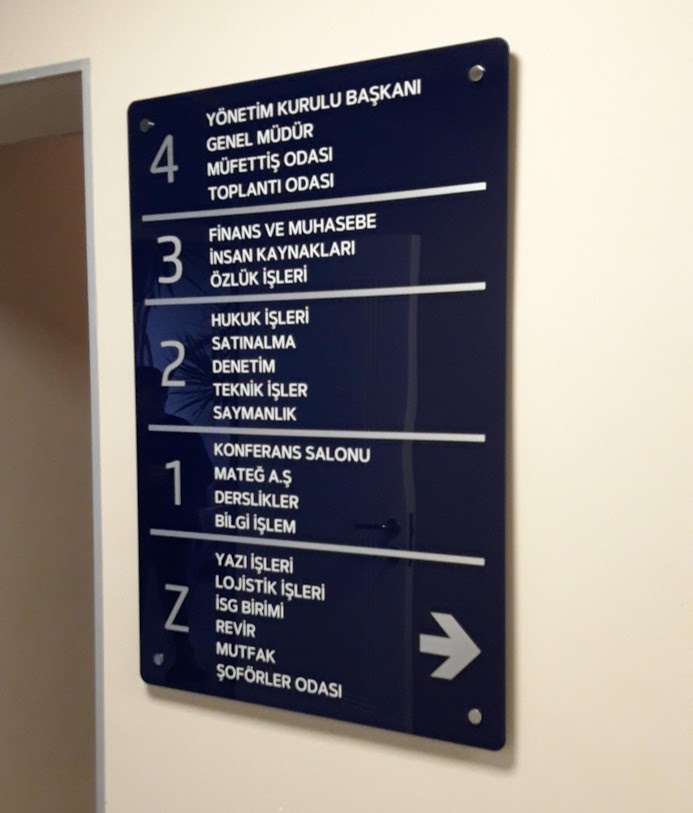 4
YÖNETİM KURULU BAŞKANI
GENEL MÜDÜR
MÜFETTİŞ ODASI
TOPLANTI ODASI
3
FİNANS VE MUHASEBE
İNSAN KAYNAKLARI
ÖZLÜK İŞLERİ
2
HUKUK İŞLERİ
SATINALMA
DENETİM
TEKNİK İŞLER
SAYMANLIK
1
KONFERANS SALONU
MATEĞ A.Ş
DERSLİKLER
BİLGİ İŞLEM
Z
YAZI İŞLERİ
LOJİSTİK İŞLERİ
İSG BİRİMİ
REVİR
MUTFAK
ŞOFÖRLER ODASI